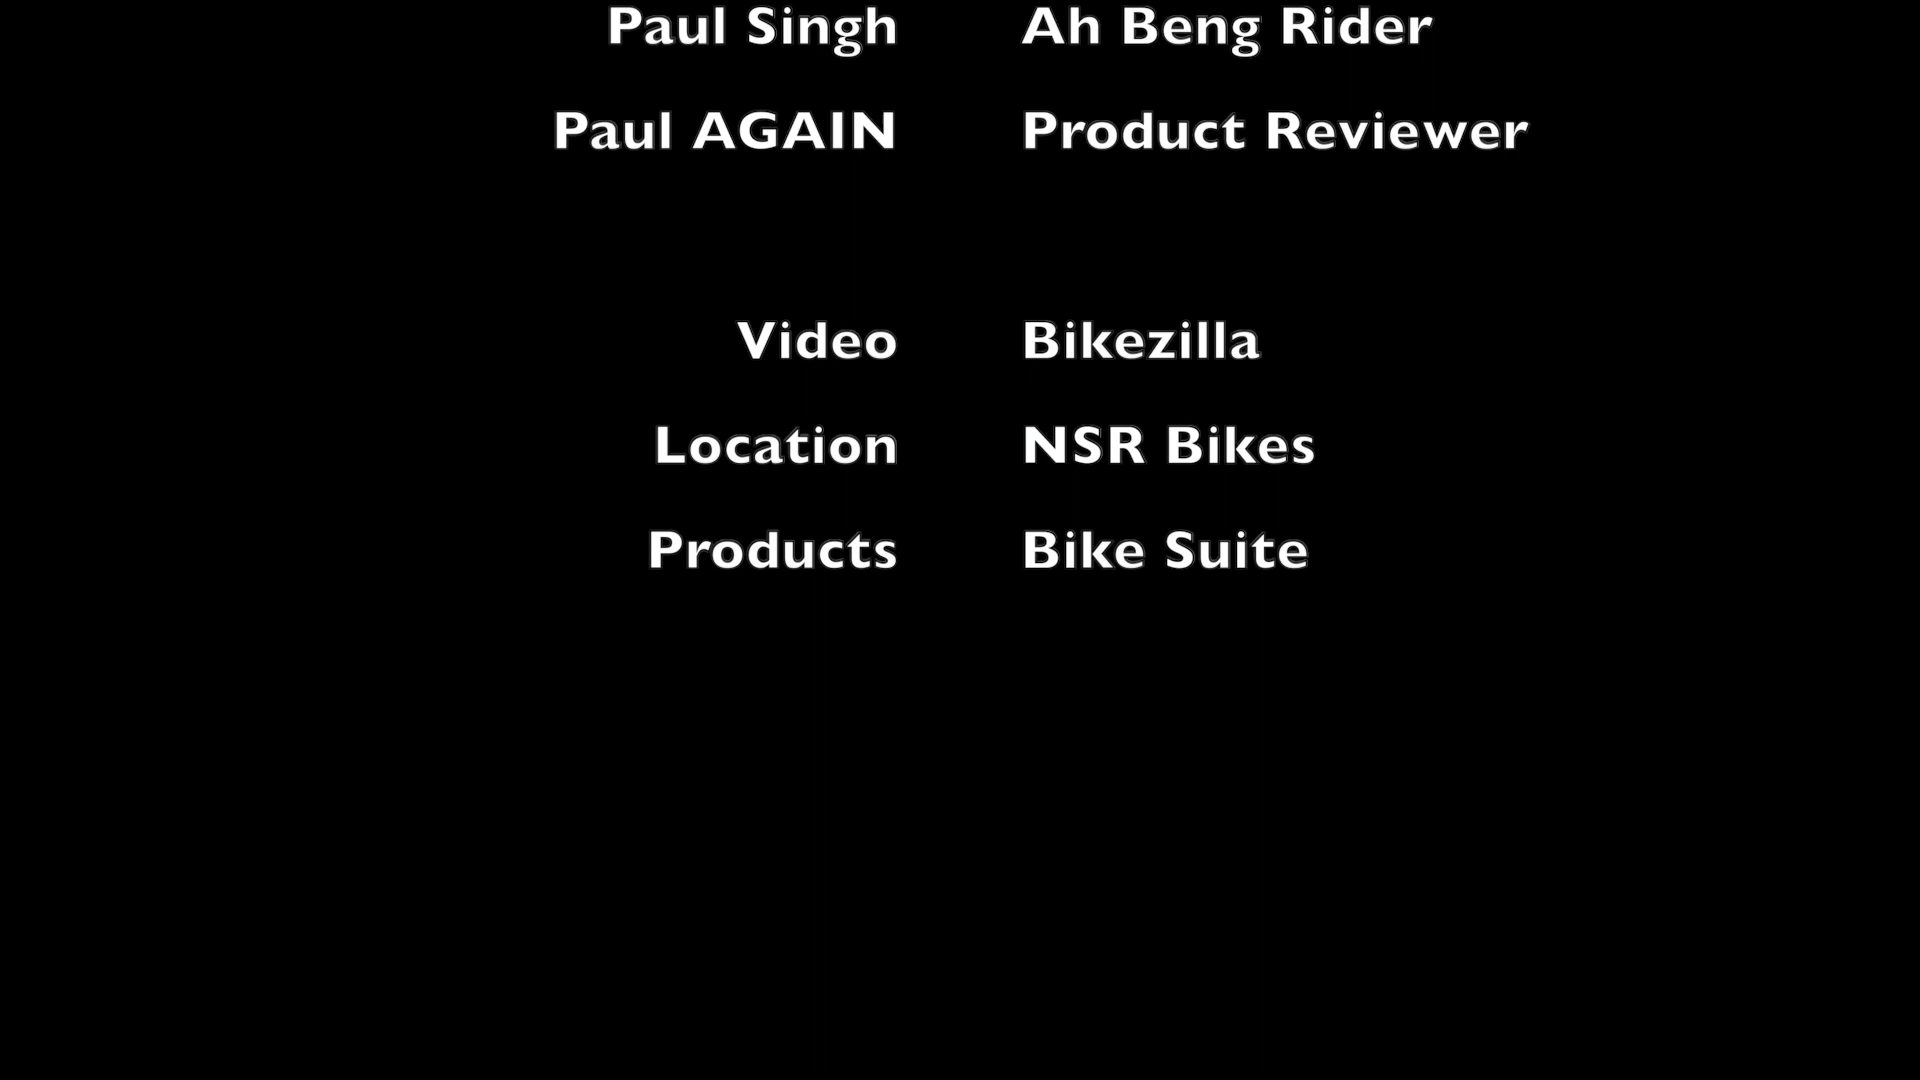 Paul Singh Ah Beng Rider
Paul AGAIN Product Reviewer
Video Bikezilla
Location NSR Bikes
Products Bike Suite